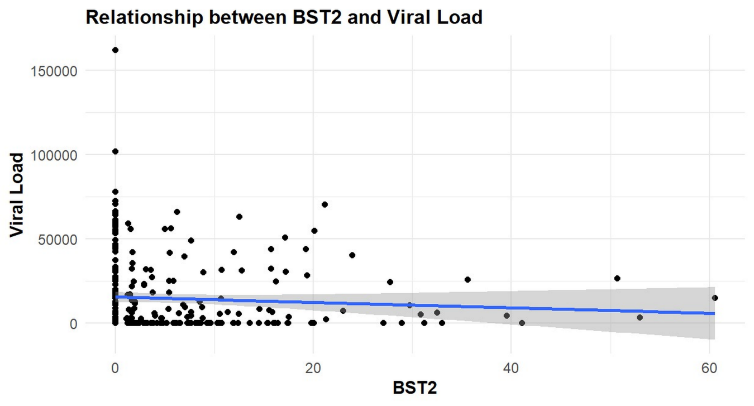 Relationship between BST2 and Viral Load
150000
100000
50000
0
Viral Load
0 20 40 60
BST2